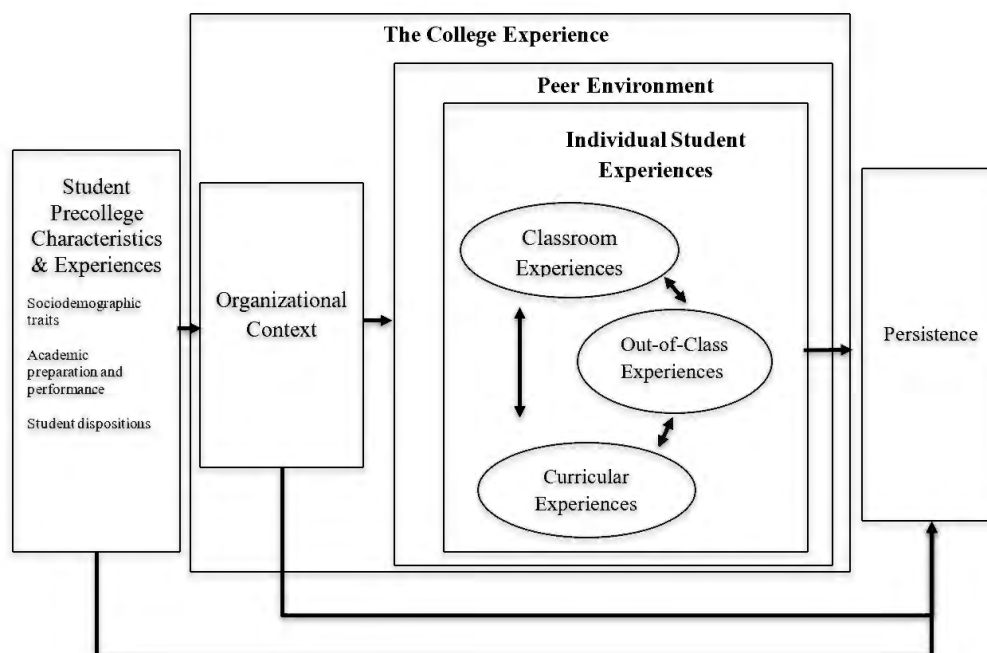 The College Experience
Peer Environment
Individual Student
Experiences
Student
Precollege
Characteristics
& Experiences
Sociodemographic
traits
Academic
preparation and
performance
Student dispositions
Organizational
Context
Classroom
Experiences
Out-of-Class
Experiences
Curricular
Experiences
Persistence